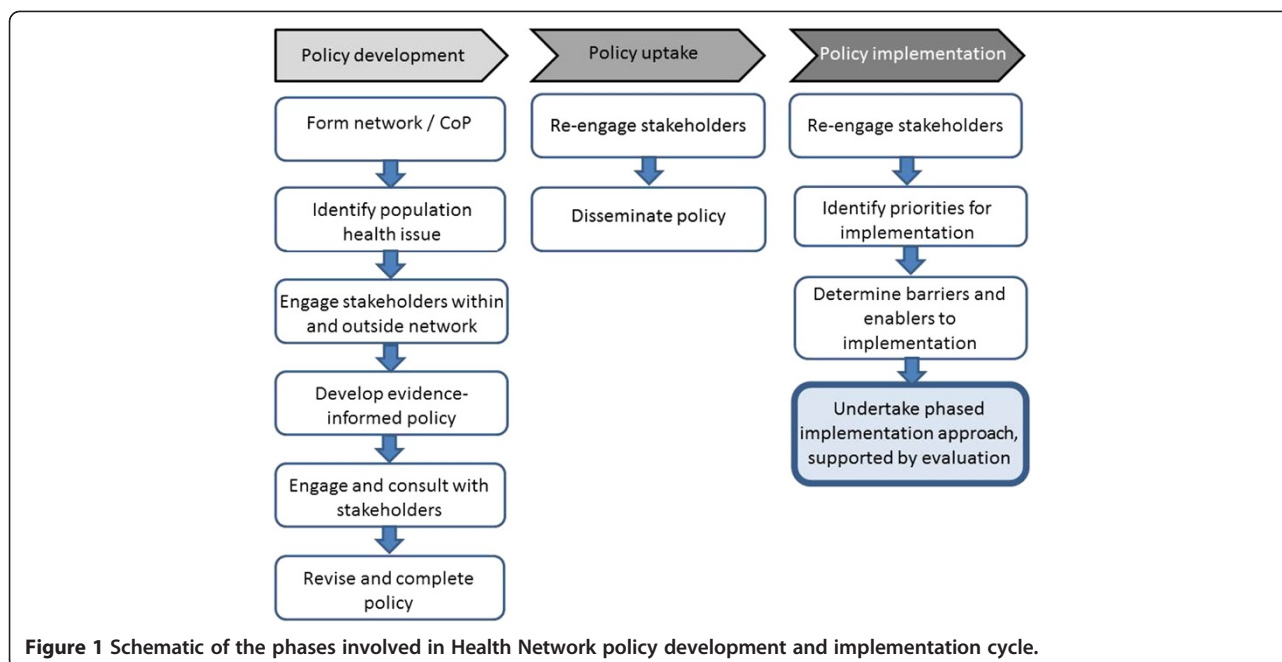 Policy development
Form network / CoP
Identify population
health issue
Engage stakeholders within
and outside network
Develop evidence-
informed policy
Engage and consult with
stakeholders
Revise and complete
policy
Policy uptake
Re-engage stakeholders
Disseminate policy
Policy implementation
Re-engage stakeholders
Identify priorities for
implementation
Determine barriers and
enablers to
implementation
Undertake phased
implementation approach,
supported by evaluation
Figure 1 Schematic of the phases involved in Health Network policy development and implementation cycle.